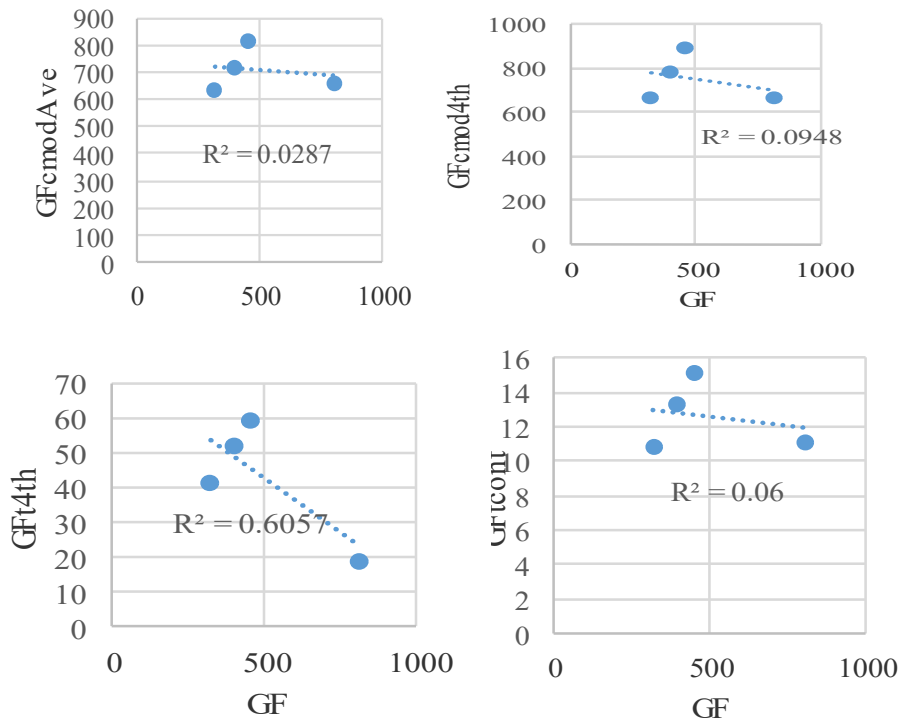 GFcmodAve
900
800
700
600
500
400
300
200
100
0
R² = 0.0287
0 500 1000
GFcmod4th
1000
800
600
400
200
0
R² = 0.0948
0 500 1000
GF
GFt4th
70
60
50
40
30
20
10
0
R² = 0.6057
0 500 1000
GF
GFtcont
16
14
12
10
8
6
4
2
0
R² = 0.06
0 500 1000
GF